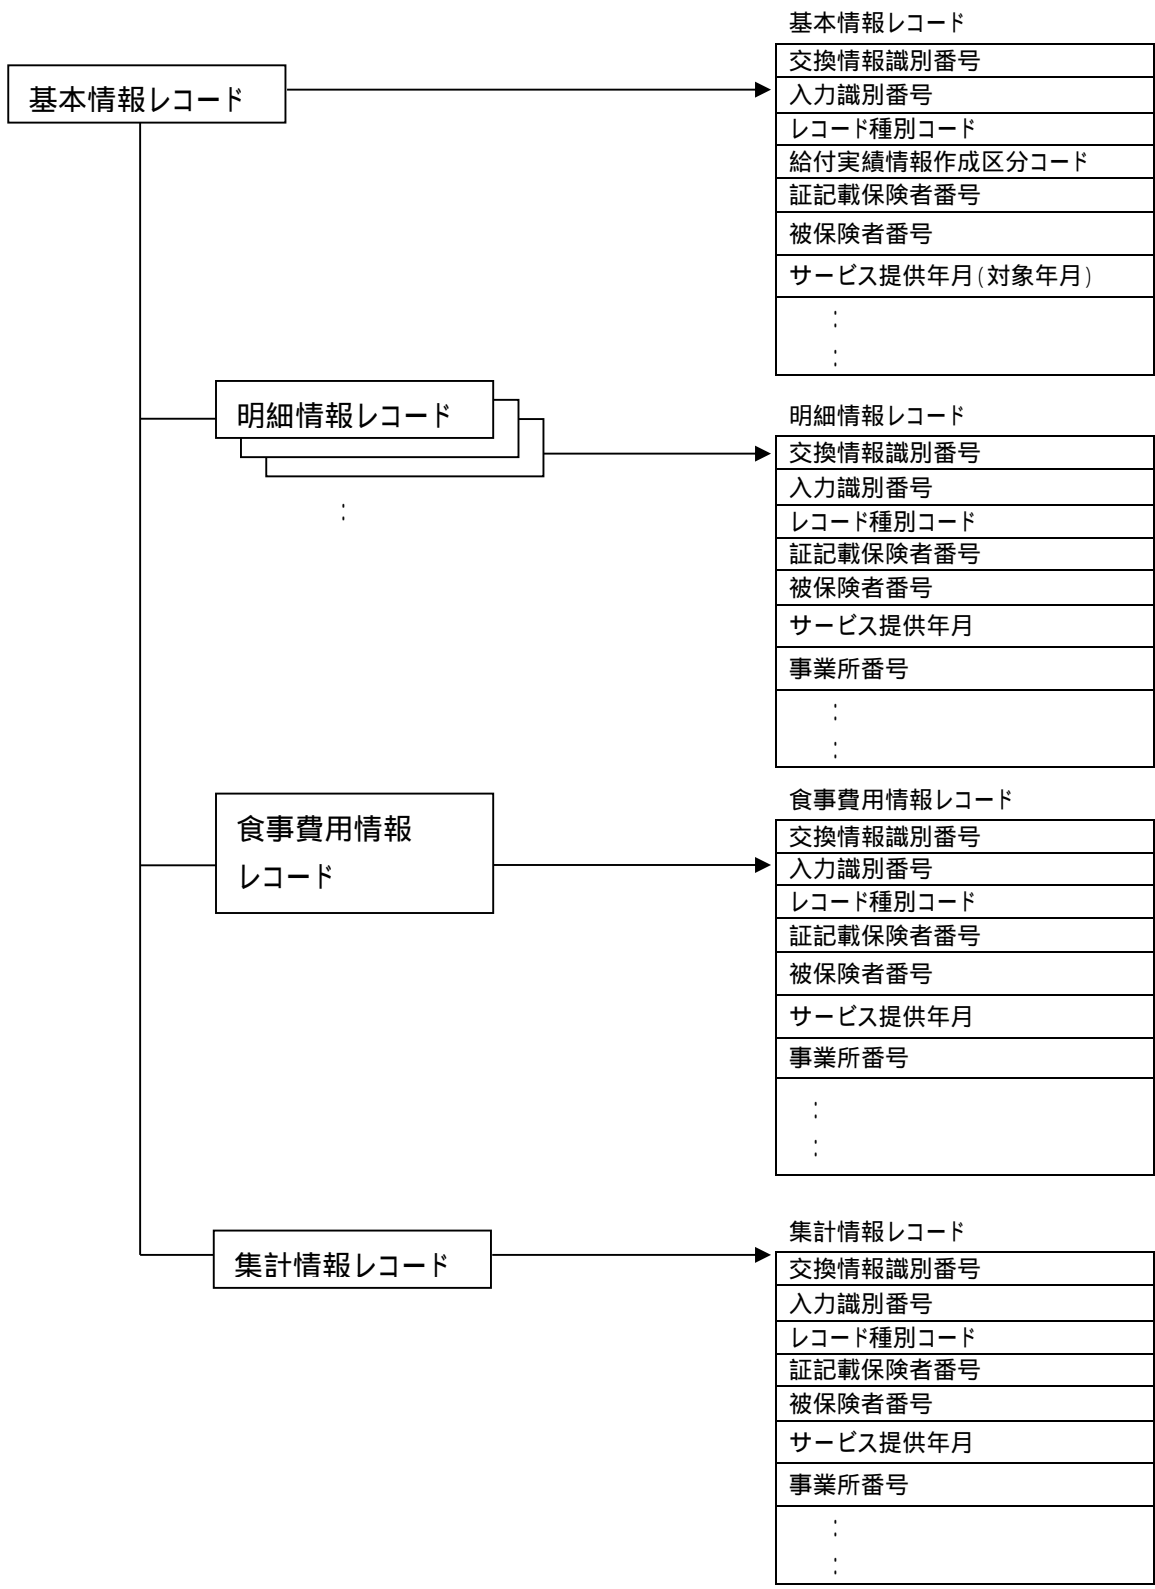 基本情報レコード
基本情報レコード
交換情報識別番号
入力識別番号
レコード種別コード
給付実績情報作成区分コード
証記載保険者番号
被保険者番号
サービス提供年月(対象年月)
:
:
明細情報レコード
:
明細情報レコード
交換情報識別番号
入力識別番号
レコード種別コード
証記載保険者番号
被保険者番号
サービス提供年月
事業所番号
:
:
食事費用情報
レコード
食事費用情報レコード
交換情報識別番号
入力識別番号
レコード種別コード
証記載保険者番号
被保険者番号
サービス提供年月
事業所番号
:
:
集計情報レコード
集計情報レコード
交換情報識別番号
入力識別番号
レコード種別コード
証記載保険者番号
被保険者番号
サービス提供年月
事業所番号
:
: